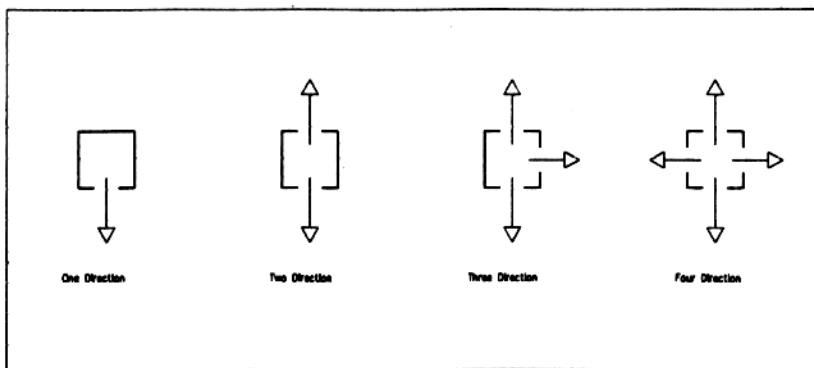 One Direction
Two Direction
Three Direction
Four Direction